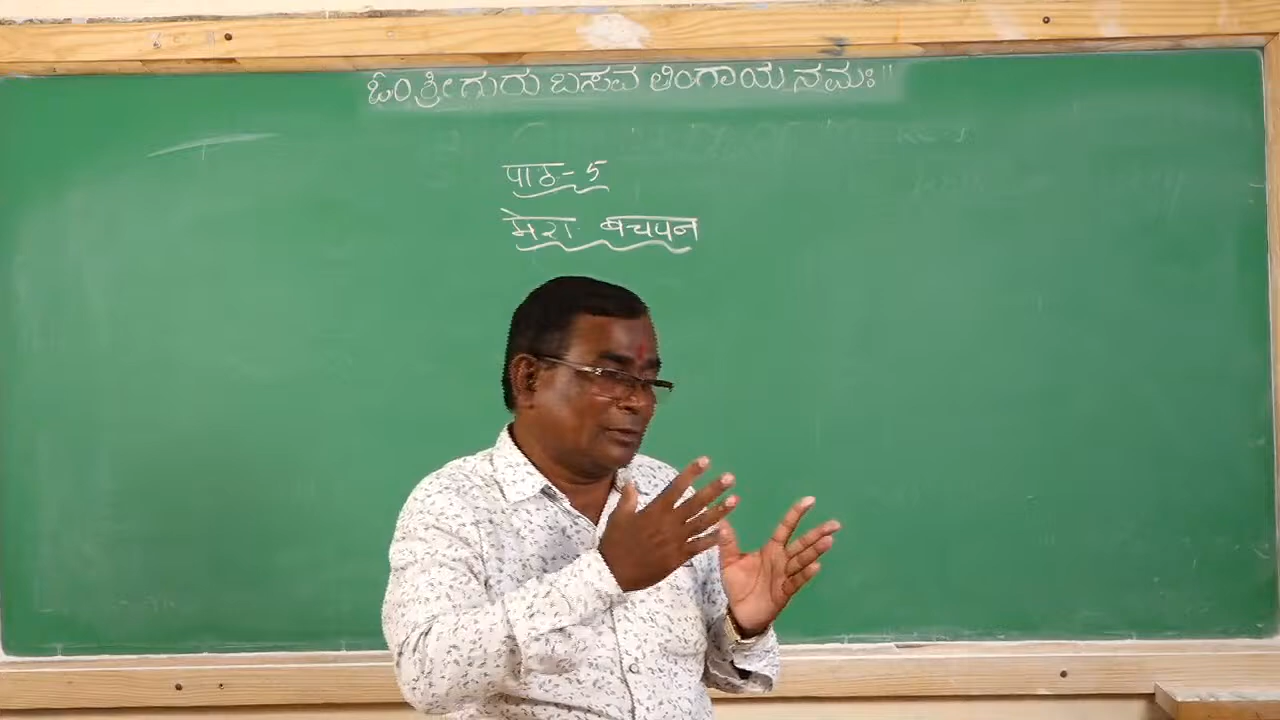 ಓಂ ಶ್ರೀ ಗುರು ಬಸವ ಲಿಂಗಾಯ ನಮಃ"
पाठ - 5
मेरा बचपन